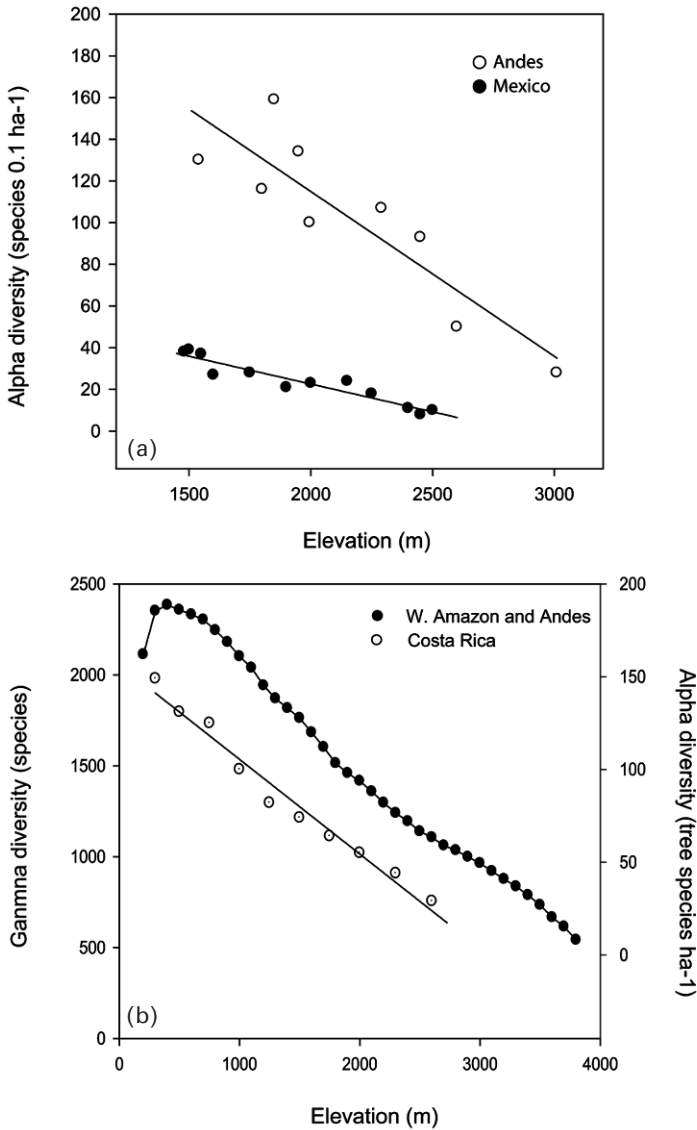 200
180
160
140
120
100
80
60
40
20
0
Alpha diversity (species 0.1 ha-1)
Andes
Mexico
(a)
1500 2000 2500 3000
Elevation (m)
2500
2000
1500
1000
500
0
Ganmna diversity (species)
W. Amazon and Andes
Costa Rica
200
150
100
50
0
Alpha diversity (tree species ha-1)
(b)
0 1000 2000 3000 4000
Elevation (m)